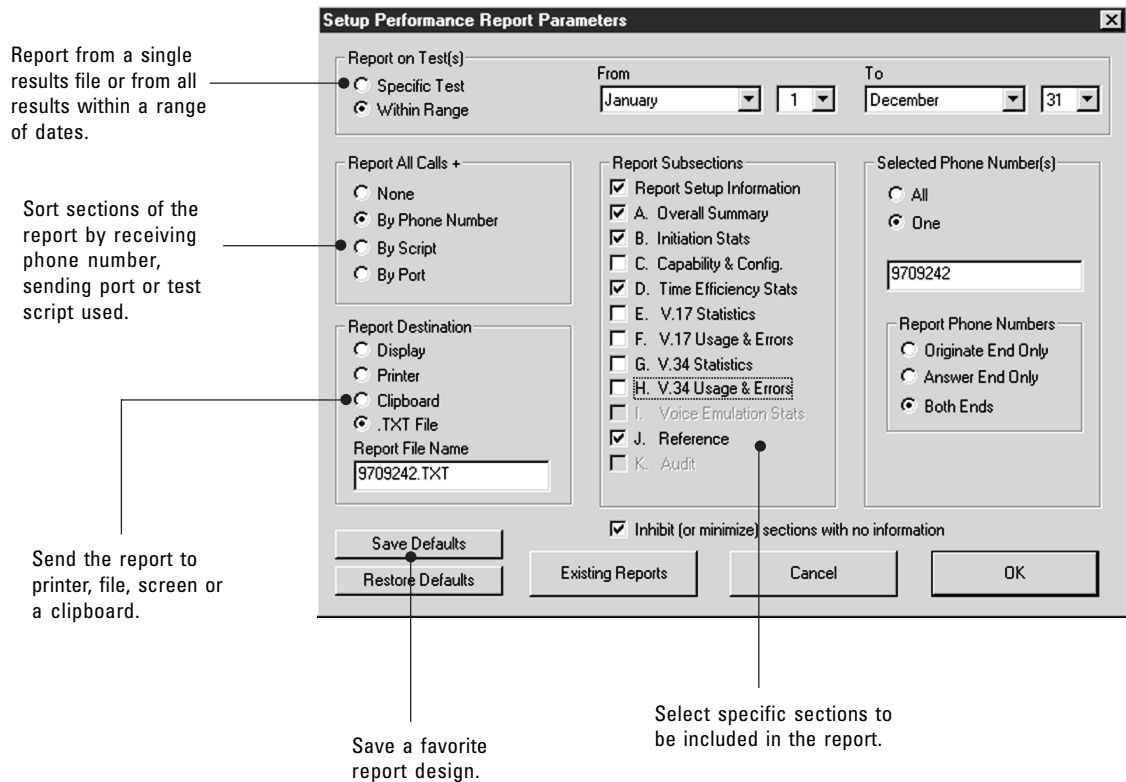 Setup Performance Report Parameters
Report from a single
results file or from all
results within a range
of dates.
Report on Test(s)
Specific Test
Within Range
From
January
1
To
December
31
Sort sections of the
report by receiving
phone number,
sending port or test
script used.
Report All Calls +
None
By Phone Number
By Script
By Port
Report Destination
Display
Printer
Clipboard
.TXT File
Report File Name
9709242.TXT
Report Subsections
Report Setup Information
A. Overall Summary
B. Initiation Stats
C. Capability & Config.
D. Time Efficiency Stats
E. V.17 Statistics
F. V.17 Usage & Errors
G. V.34 Statistics
H. V.34 Usage & Errors
I. Voice Emulation Stats
J. Reference
K. Audit
Selected Phone Number(s)
All
One
9709242
Report Phone Numbers
Originate End Only
Answer End Only
Both Ends
Inhibit (or minimize) sections with no information
Save Defaults
Restore Defaults
Existing Reports
Cancel
OK
Send the report to
printer, file, screen or
a clipboard.
Save a favorite
report design.
Select specific sections to
be included in the report.